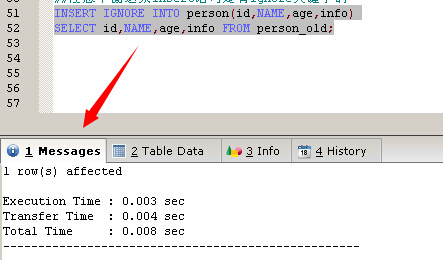 51
INSERT IGNORE INTO person(id,NAME,age,info)
52
SELECT id,NAME,age,info FROM person_old;
53
54
55
56
57
1 Messages
2 Table Data
3 Info
4 History
1 row(s) affected
Execution Time : 0.003 sec
Transfer Time : 0.004 sec
Total Time : 0.008 sec
---------------------------------------------------